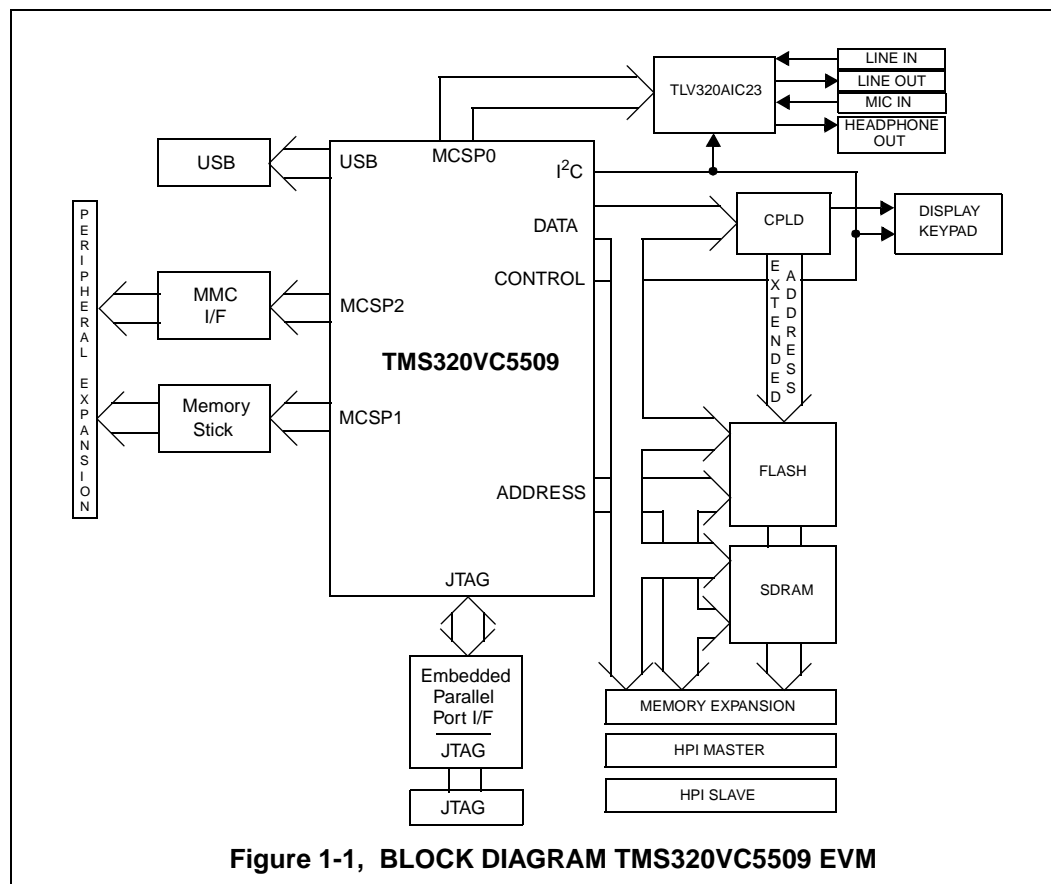 LINE IN
LINE OUT
MIC IN
HEADPHONE
OUT
TLV320AIC23
USB
USB
MCSP0
I²C
DATA
CONTROL
CPLD
DISPLAY
KEYPAD
EXTENDED
ADDRESS
PERIPHERAL EXPANSION
MMC
I/F
MCSP2
TMS320VC5509
Memory
Stick
MCSP1
ADDRESS
FLASH
SDRAM
JTAG
Embedded
Parallel
Port I/F
JTAG
JTAG
MEMORY EXPANSION
HPI MASTER
HPI SLAVE
Figure 1-1, BLOCK DIAGRAM TMS320VC5509 EVM